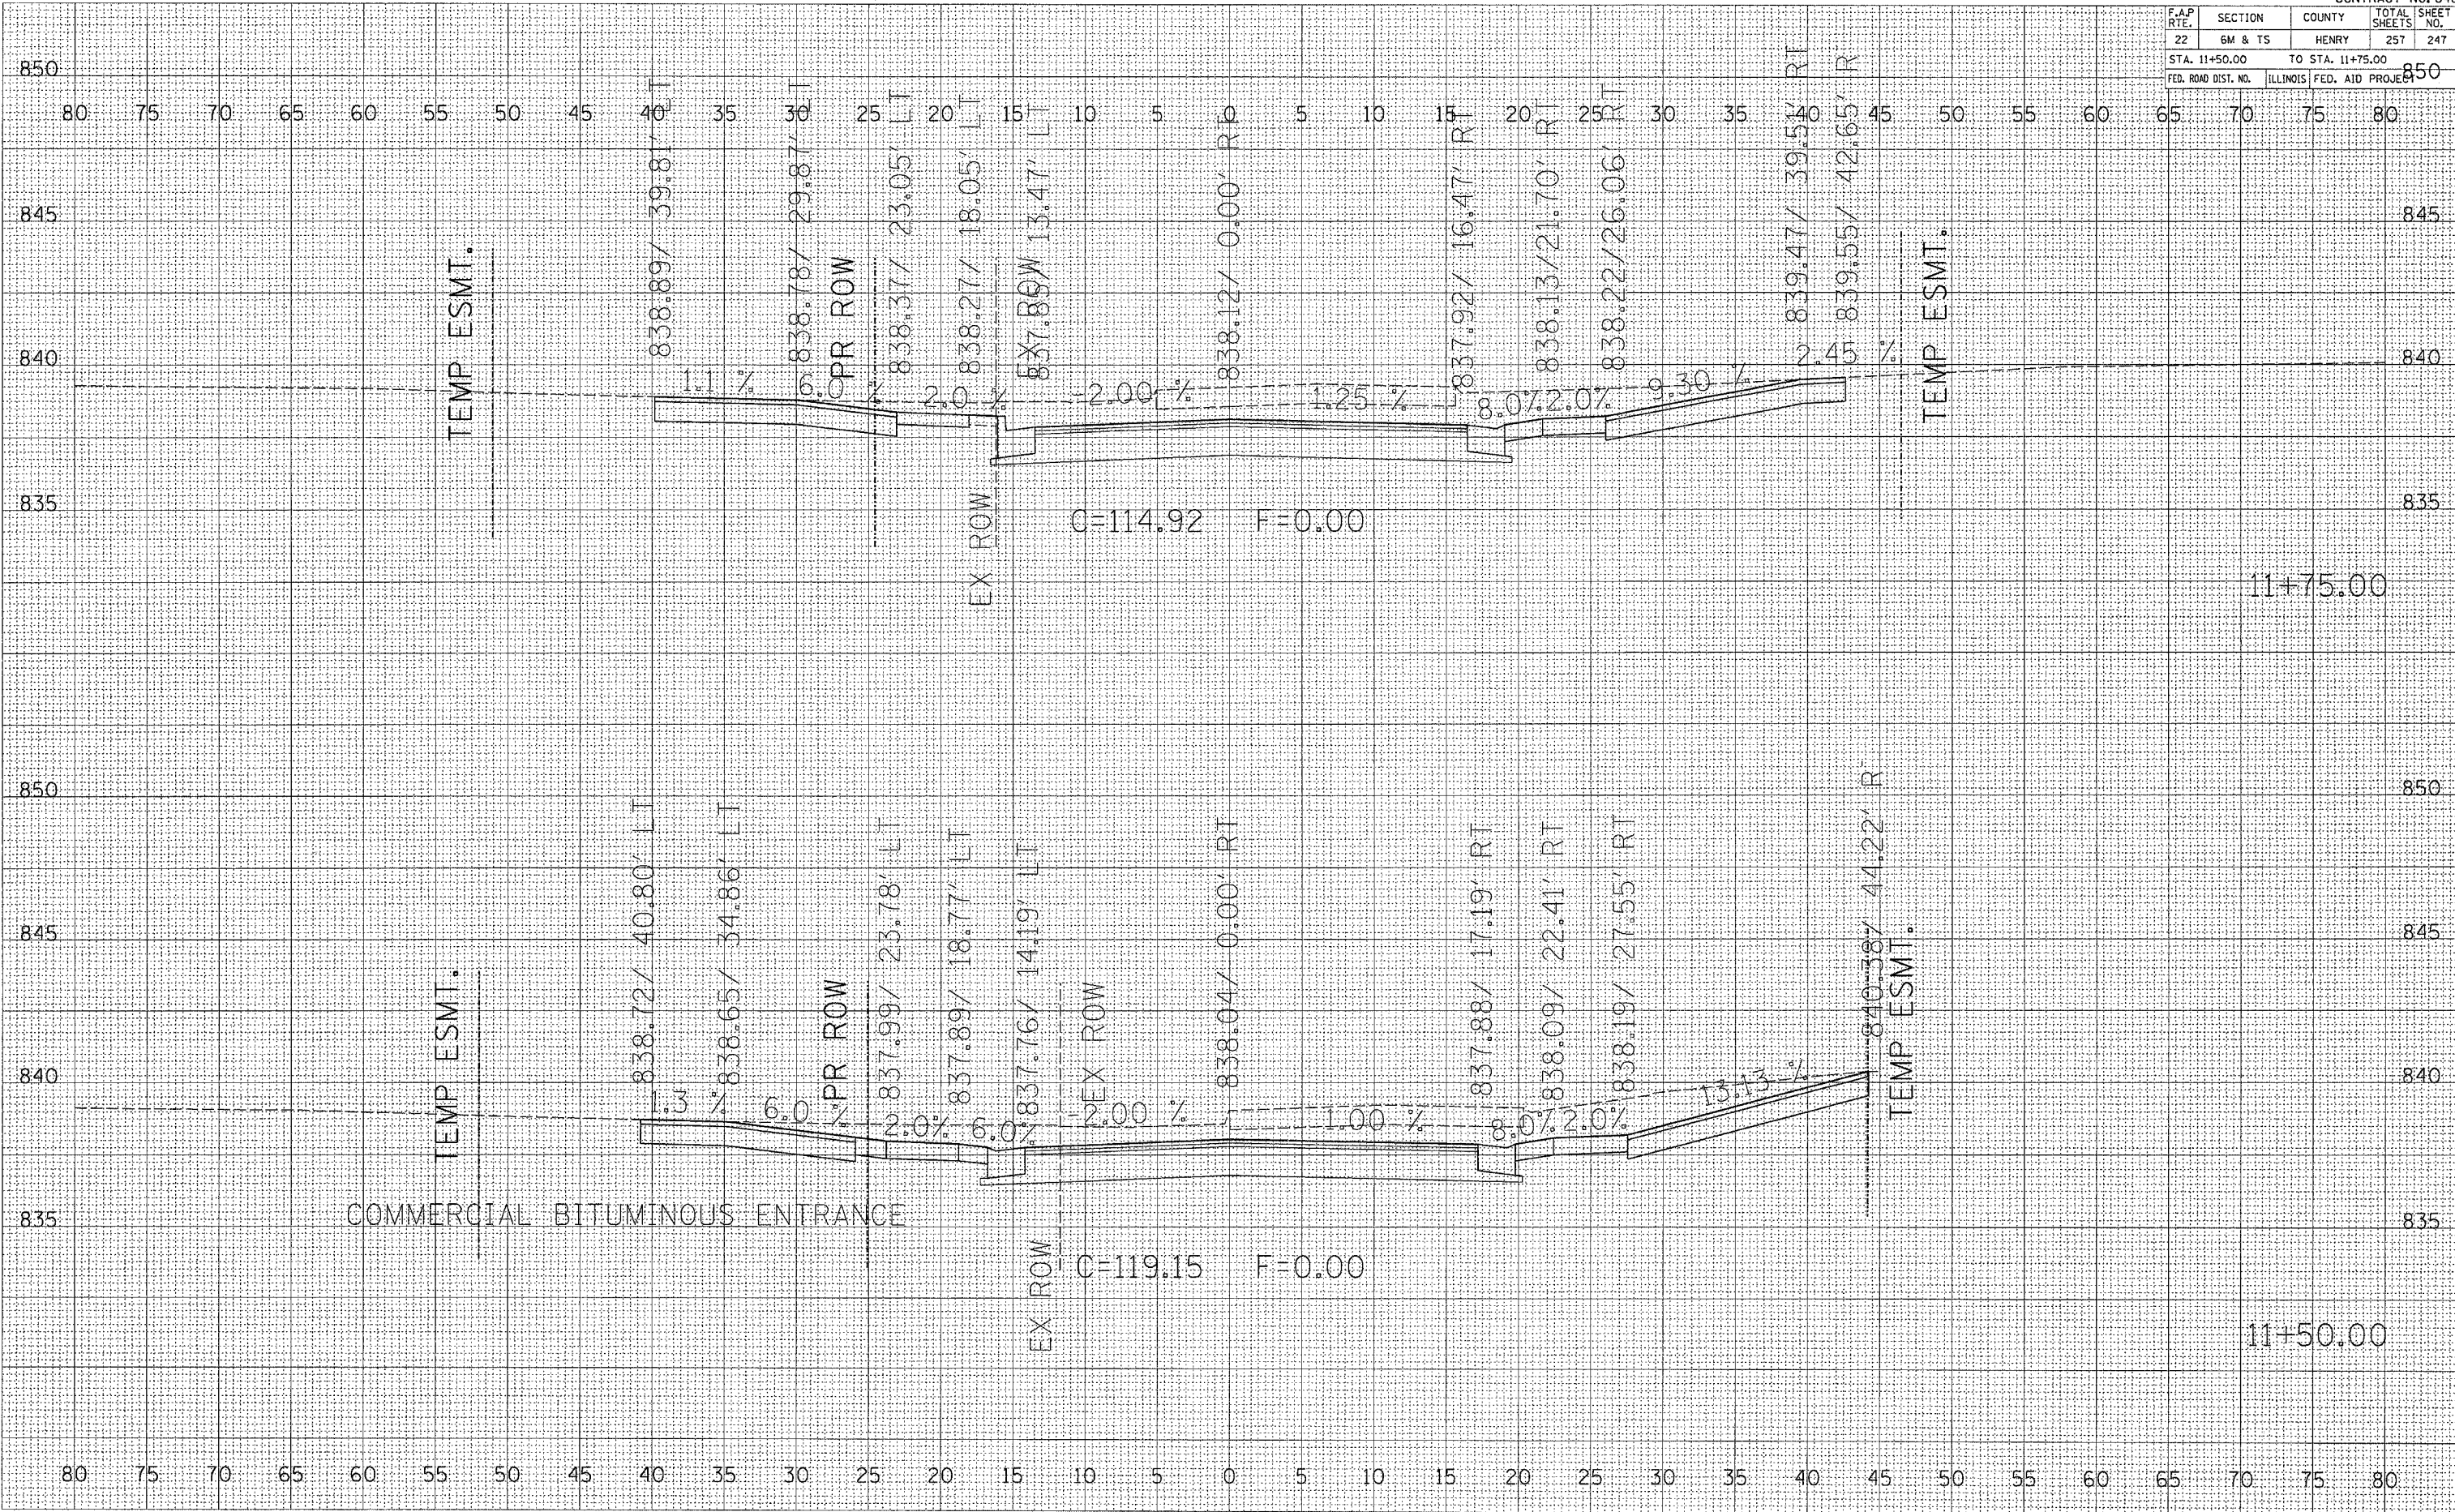 F.A.P RTE. SECTION COUNTY TOTAL SHEETS SHEET NO.
22 6M & TS HENRY 257 247
STA. 11+50.00 TO STA. 11+75.00
FED. ROAD DIST. NO. ILLINOIS FED. AID PROJECT
850 850
80 75 70 65 60 55 50 45 40 35 30 25 20 15 10 5 0 5 10 15 20 25 30 35 40 45 50 55 60 65 70 75 80
845 845
840 840
835 835
TEMP ESMT.
838.89/ 39.81' LT
838.78/ 29.87' LT
PPR ROW
838.37/ 23.05' LT
838.27/ 18.05' LT
EX ROW
837.85/ 13.47' LT
838.12/ 0.00' RT
837.92/ 16.47' RT
838.13/21.70' RT
838.22/26.06' RT
839.47/ 39.51' RT
839.55/ 42.65' R
TEMP ESMT.
1.1 % 6.0 % 2.0 % -2.00 % 1.25 % 8.0% 2.0% 9.30 % 2.45 %
EX ROW
C=114.92 F=0.00
11+75.00
850 850
845 845
840 840
835 835
TEMP ESMT.
838.72/ 40.80' LT
838.65/ 34.86' LT
PPR ROW
837.99/ 23.78' LT
837.89/ 18.77' LT
837.76/ 14.19' LT
EX ROW
838.04/ 0.00' RT
837.88/ 17.19' RT
838.09/ 22.41' RT
838.19/ 27.55' RT
840.38/ 44.22' R
TEMP ESMT.
1.3 % 6.0 % 2.0% 6.0% -2.00 % 1.00 % 8.0% 2.0% 13.13 %
COMMERCIAL BITUMINOUS ENTRANCE
EX ROW
C=119.15 F=0.00
11+50.00
80 75 70 65 60 55 50 45 40 35 30 25 20 15 10 5 0 5 10 15 20 25 30 35 40 45 50 55 60 65 70 75 80